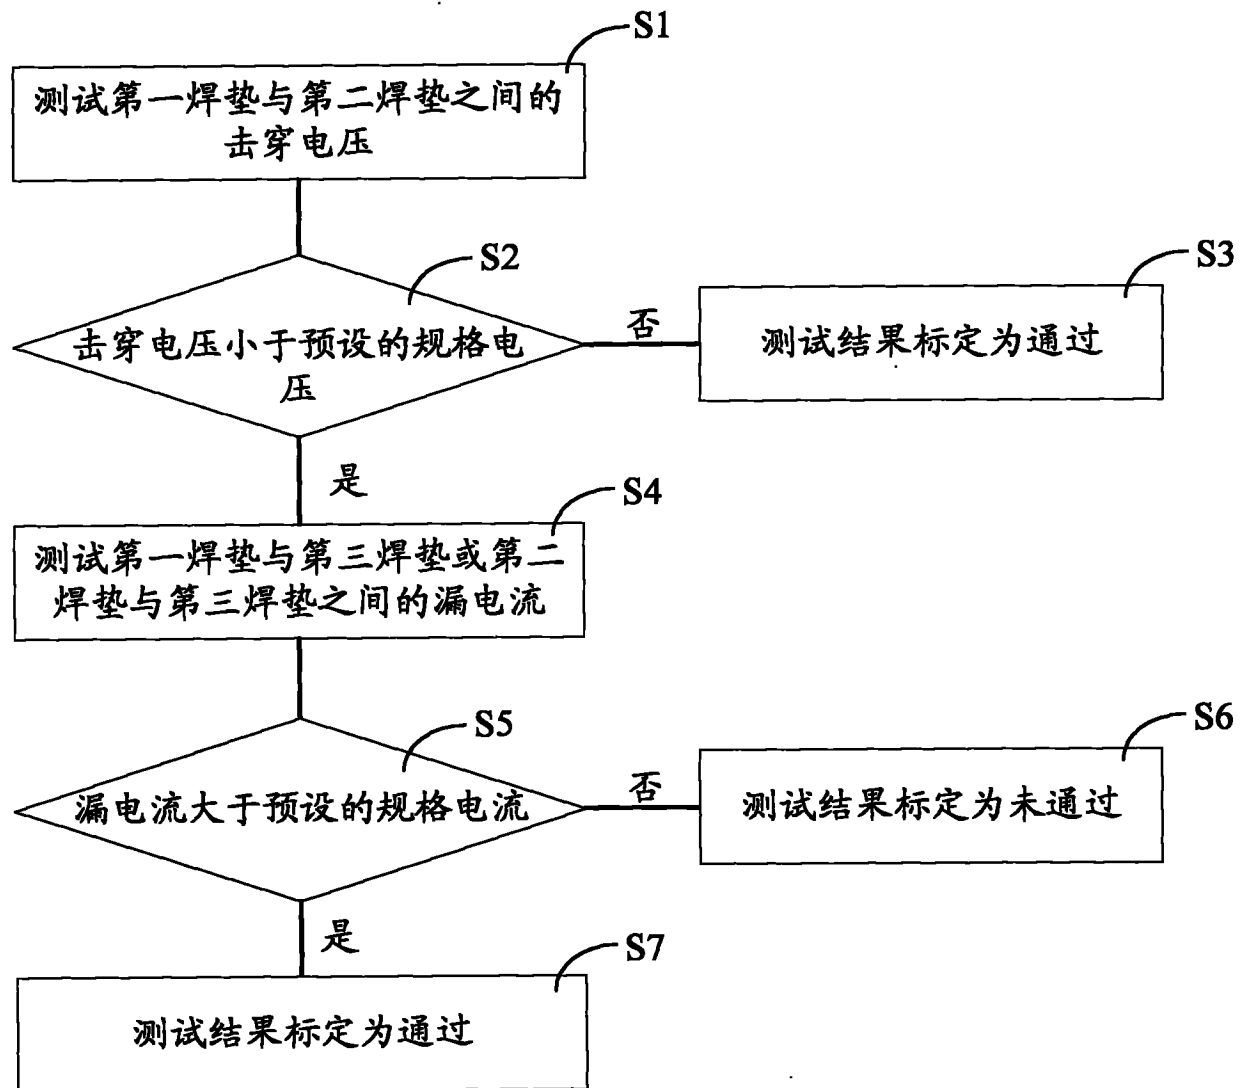 S1
测试第一焊垫与第二焊垫之间的
击穿电压
S2
击穿电压小于预设的规格电
压
否
S3
测试结果标定为通过
是
S4
测试第一焊垫与第三焊垫或第二
焊垫与第三焊垫之间的漏电流
S5
漏电流大于预设的规格电流
否
S6
测试结果标定为未通过
是
S7
测试结果标定为通过